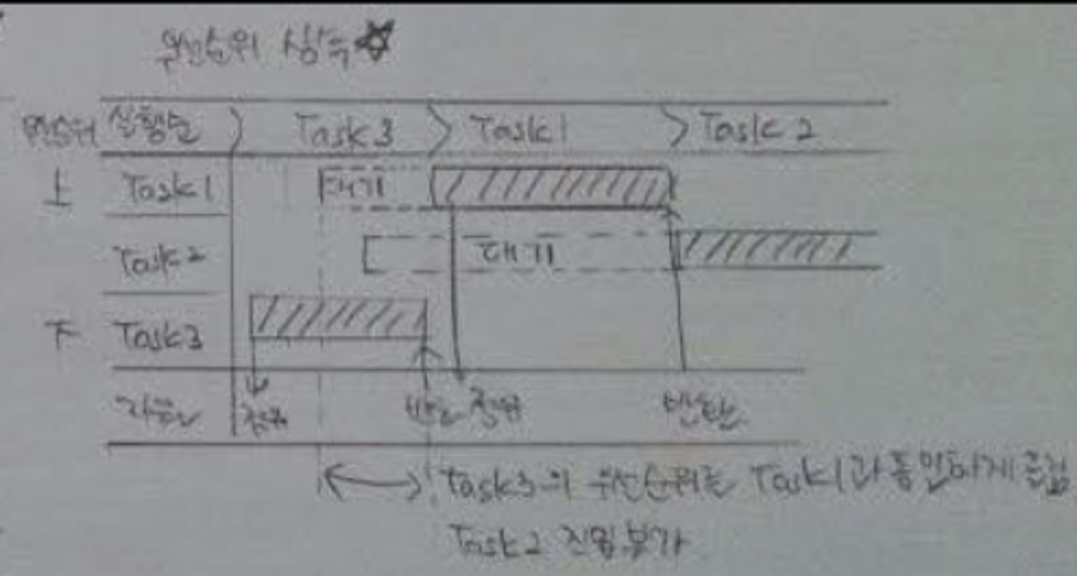 우선순위 상속☆
우선순위 실행순 > Task3 > Task1 > Task2
上 Task1 대기
Task2 대기
下 Task3
자원 점유 반환 점유 반환
Task3의 우선순위는 Task1과 동일하게
Task2 진입 불가